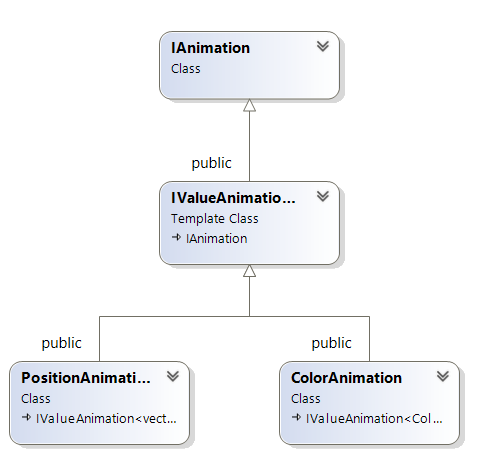 IAnimation
Class
public
IValueAnimatio...
Template Class
IAnimation
public
public
PositionAnimati...
Class
IValueAnimation<vect...
ColorAnimation
Class
IValueAnimation<Col...